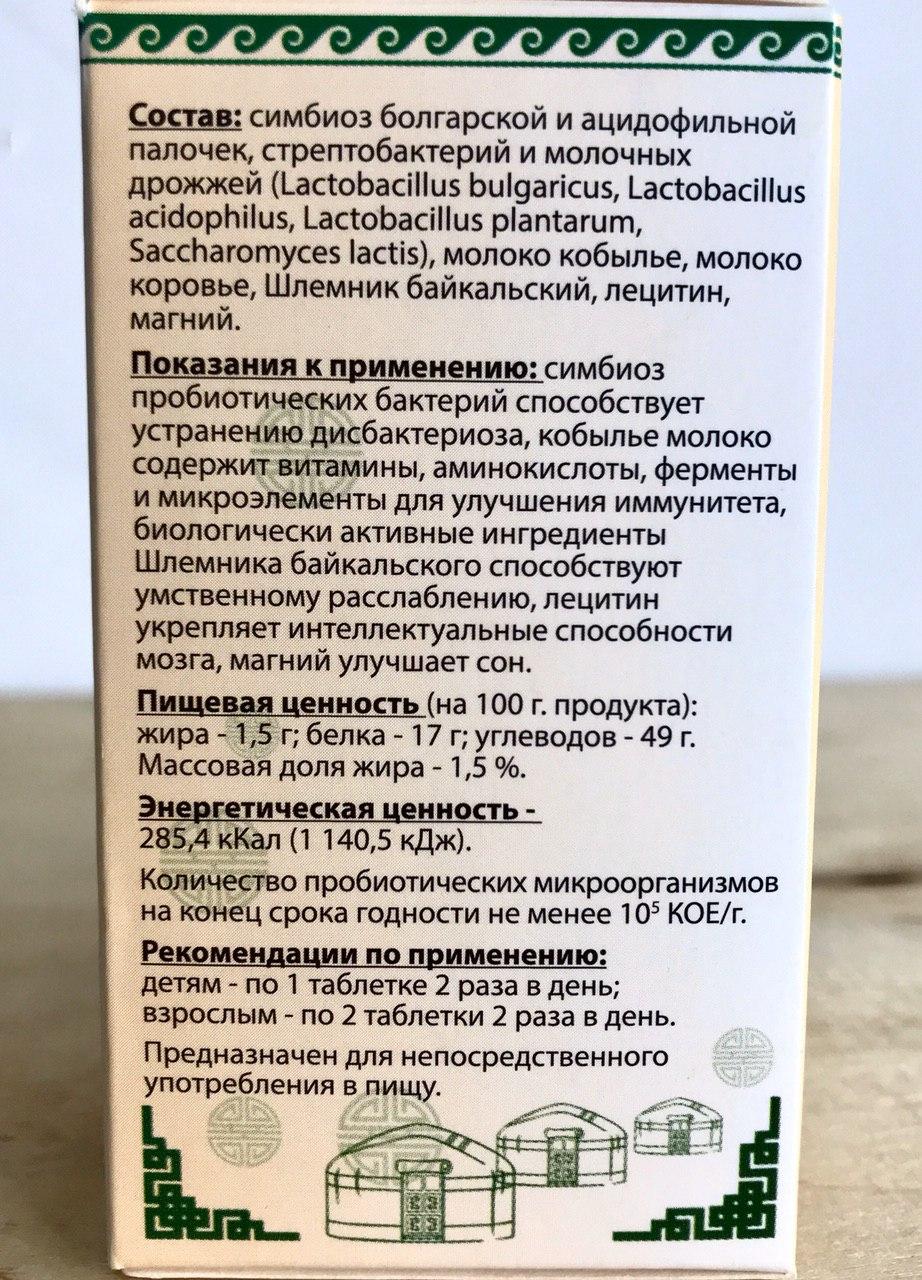 Состав: симбиоз болгарской и ацидофильной
палочек, стрептобактерий и молочных
дрожжей (Lactobacillus bulgaricus, Lactobacillus
acidophilus, Lactobacillus plantarum,
Saccharomyces lactis), молоко кобылье, молоко
коровье, Шлемник байкальский, лецитин,
магний.
Показания к применению: симбиоз
пробиотических бактерий способствует
устранению дисбактериоза, кобылье молоко
содержит витамины, аминокислоты, ферменты
и микроэлементы для улучшения иммунитета,
биологически активные ингредиенты
Шлемника байкальского способствуют
умственному расслаблению, лецитин
укрепляет интеллектуальные способности
мозга, магний улучшает сон.
Пищевая ценность (на 100 г. продукта):
жира - 1,5 г; белка - 17 г; углеводов - 49 г.
Массовая доля жира - 1,5 %.
Энергетическая ценность -
285,4 кКал (1 140,5 кДж).
Количество пробиотических микроорганизмов
на конец срока годности не менее 10⁵ КОЕ/г.
Рекомендации по применению:
детям - по 1 таблетке 2 раза в день;
взрослым - по 2 таблетки 2 раза в день.
Предназначен для непосредственного
употребления в пищу.